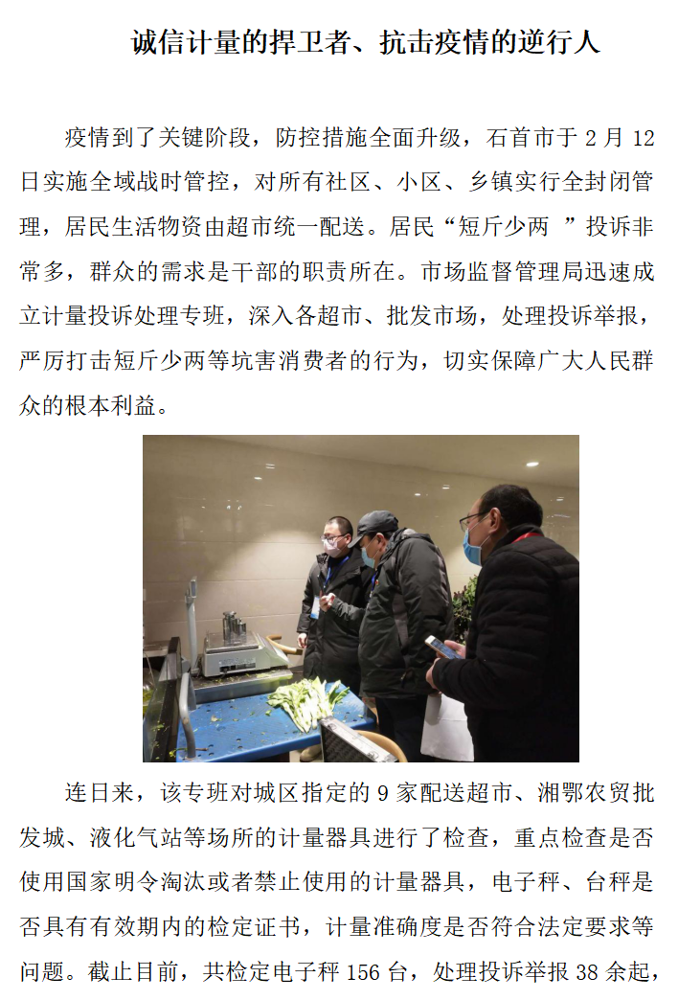 诚信计量的捍卫者、抗击疫情的逆行人
疫情到了关键阶段，防控措施全面升级，石首市于 2 月 12
日实施全域战时管控，对所有社区、小区、乡镇实行全封闭管
理，居民生活物资由超市统一配送。居民“短斤少两 ”投诉非
常多，群众的需求是干部的职责所在。市场监督管理局迅速成
立计量投诉处理专班，深入各超市、批发市场，处理投诉举报，
严厉打击短斤少两等坑害消费者的行为，切实保障广大人民群
众的根本利益。
连日来，该专班对城区指定的 9 家配送超市、湘鄂农贸批
发城、液化气站等场所的计量器具进行了检查，重点检查是否
使用国家明令淘汰或者禁止使用的计量器具，电子秤、台秤是
否具有有效期内的检定证书，计量准确度是否符合法定要求等
问题。截止目前，共检定电子秤 156 台，处理投诉举报 38 余起，